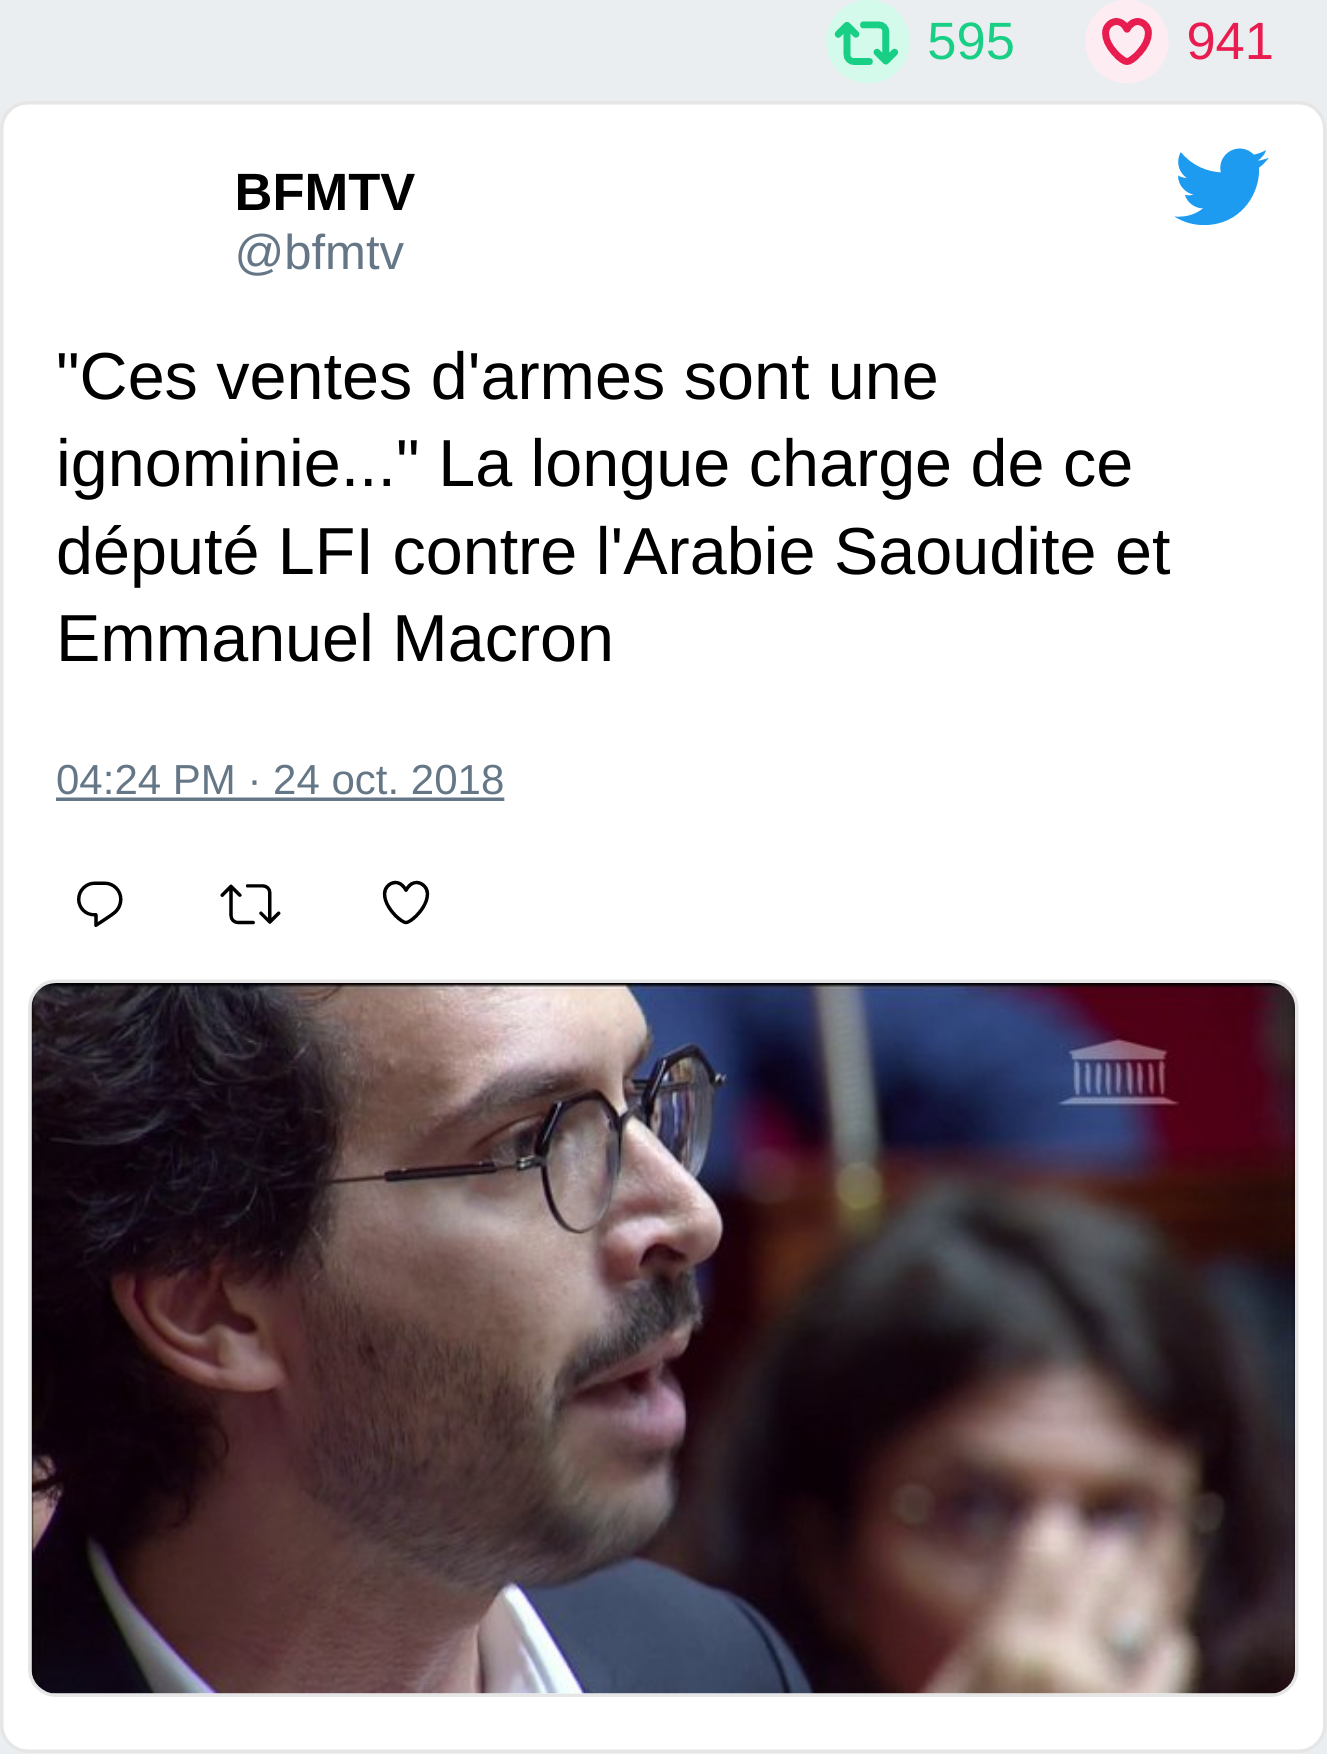 595 941
BFMTV
@bfmtv
"Ces ventes d'armes sont une
ignominie..." La longue charge de ce
député LFI contre l'Arabie Saoudite et
Emmanuel Macron
04:24 PM · 24 oct. 2018